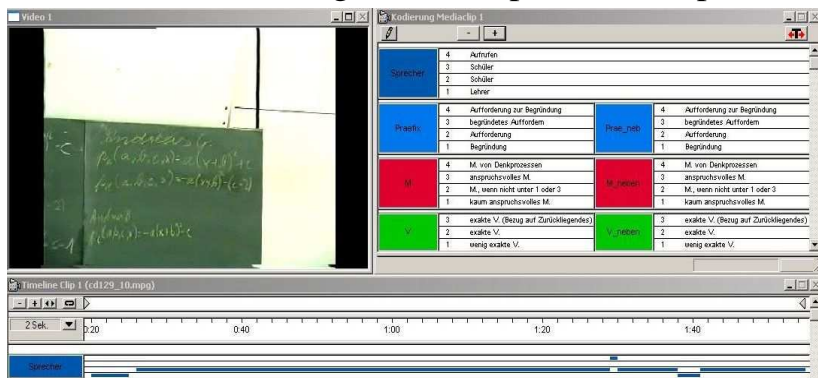 Video 1
Kodierung Mediaclip 1
- +
Sprecher
4 Aufrufen
3 Schüler
2 Schüler
1 Lehrer
Praefix
4 Aufforderung zur Begründung
3 begründetes Auffordern
2 Aufforderung
1 Begründung
Prae_neb
4 Aufforderung zur Begründung
3 begründetes Auffordern
2 Aufforderung
1 Begründung
M
4 M. von Denkprozessen
3 anspruchsvolles M.
2 M., wenn nicht unter 1 oder 3
1 kaum anspruchsvolles M.
M_neben
4 M. von Denkprozessen
3 anspruchsvolles M.
2 M., wenn nicht unter 1 oder 3
1 kaum anspruchsvolles M.
V
3 exakte V. (Bezug auf Zurückliegendes)
2 exakte V.
1 wenig exakte V.
V_neben
3 exakte V. (Bezug auf Zurückliegendes)
2 exakte V.
1 wenig exakte V.
Timeline Clip 1 (cd129_10.mpg)
2 Sek. 0:20 0:40 1:00 1:20 1:40
Sprecher